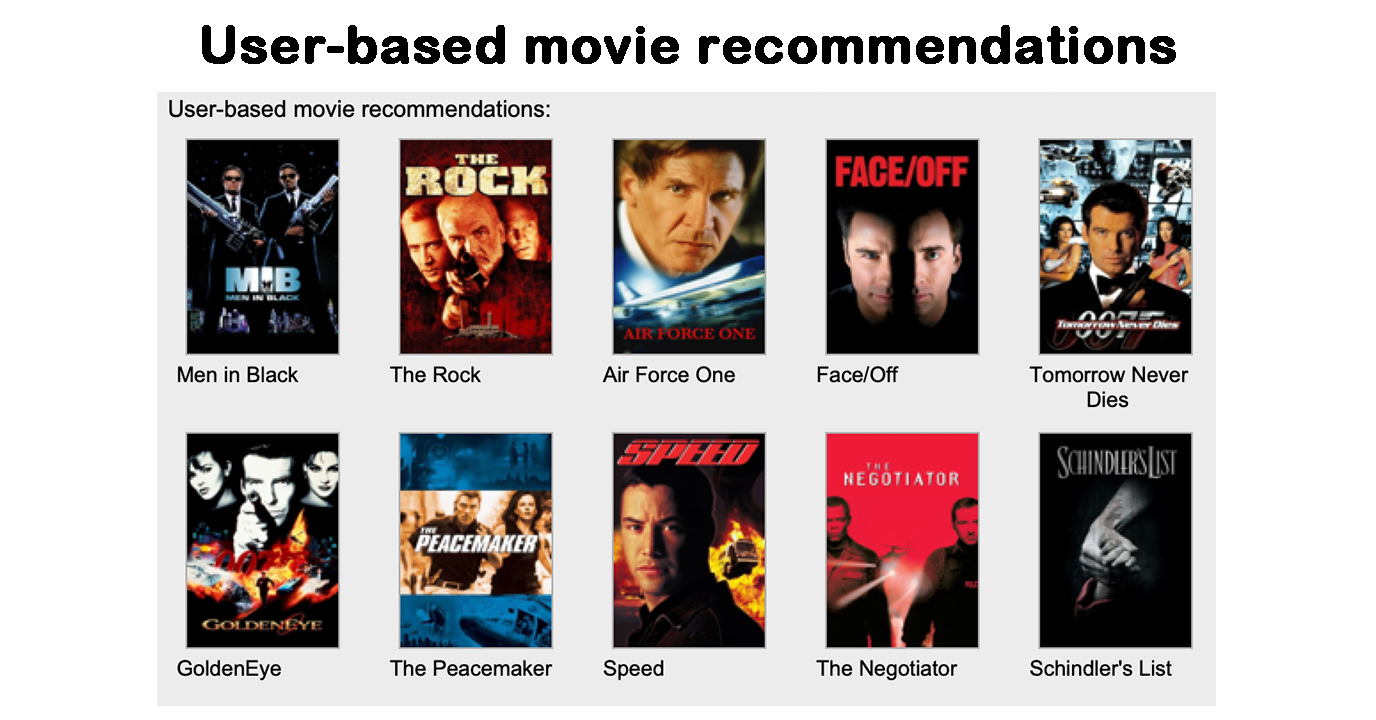 User-based movie recommendations
User-based movie recommendations:
MIB
MEN IN BLACK
THE
ROCK
AIR FORCE ONE
FACE/OFF
007
Tomorrow Never Dies
Men in Black
The Rock
Air Force One
Face/Off
Tomorrow Never
Dies
007
GOLDENEYE
THE
PEACEMAKER
SPEED
THE
NEGOTIATOR
SCHINDLER'S LIST
GoldenEye
The Peacemaker
Speed
The Negotiator
Schindler's List